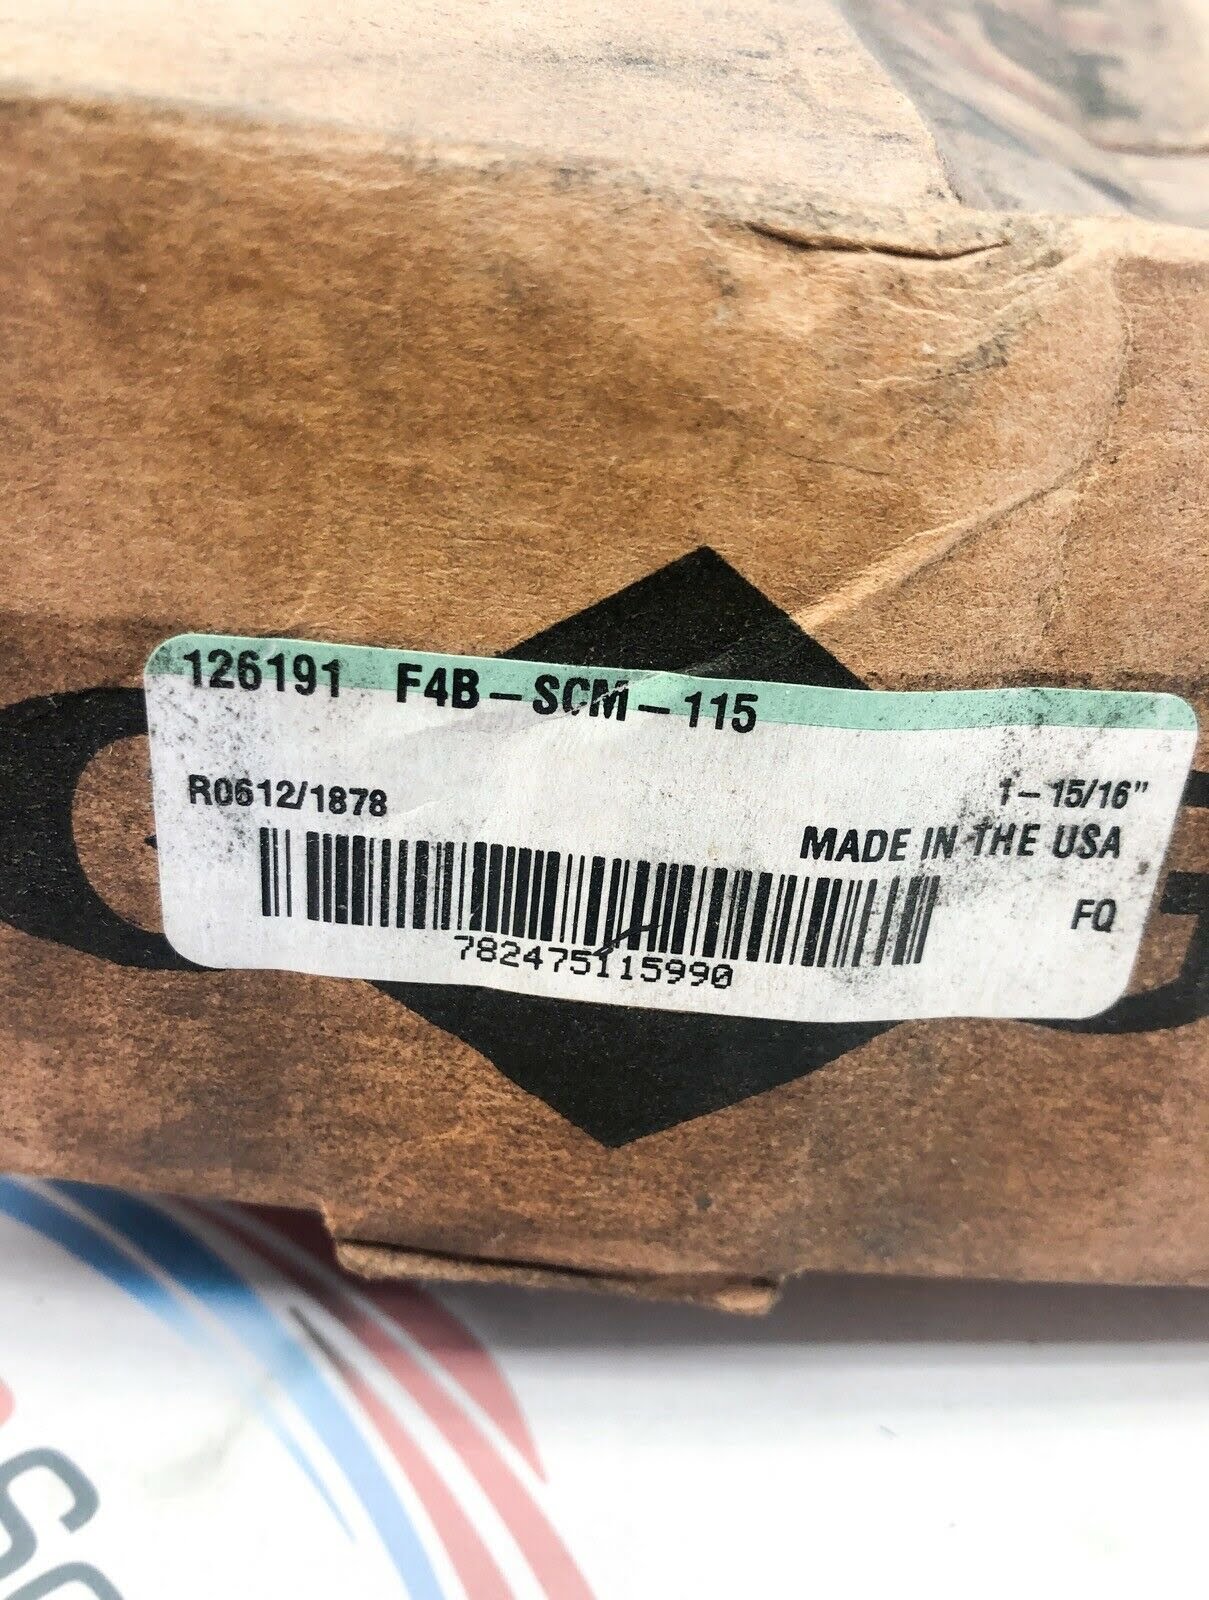 126191 F4B-SCM-115
R0612/1878
1-15/16"
MADE IN THE USA
FQ
782475115990